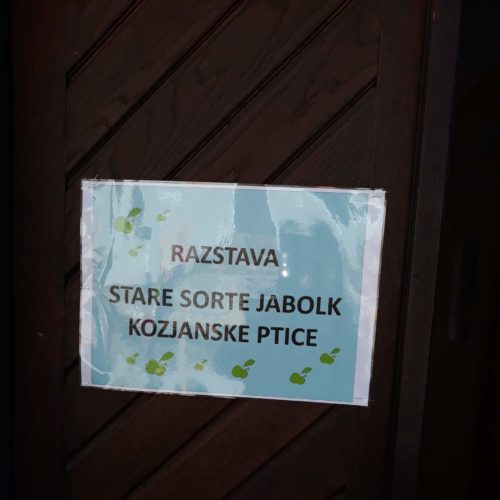 RAZSTAVA
STARE SORTE JABOLK
KOZJANSKE PTICE